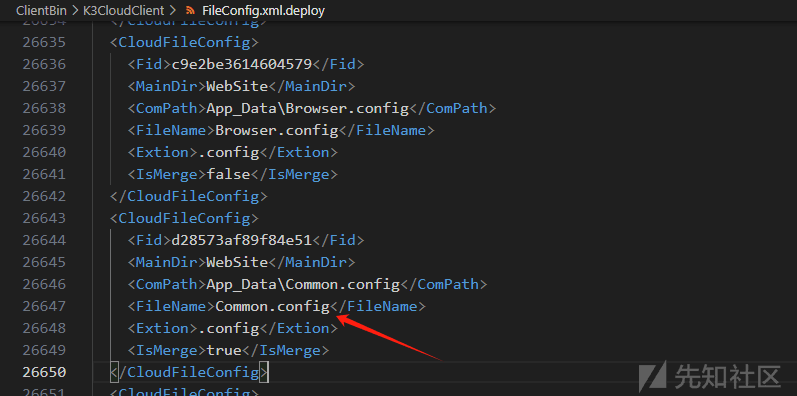 ClientBin > K3CloudClient > FileConfig.xml.deploy
26634 </CloudFileConfig>
26635 <CloudFileConfig>
26636 <Fid>c9e2be3614604579</Fid>
26637 <MainDir>WebSite</MainDir>
26638 <ComPath>App_Data\Browser.config</ComPath>
26639 <FileName>Browser.config</FileName>
26640 <Extion>.config</Extion>
26641 <IsMerge>false</IsMerge>
26642 </CloudFileConfig>
26643 <CloudFileConfig>
26644 <Fid>d28573af89f84e51</Fid>
26645 <MainDir>WebSite</MainDir>
26646 <ComPath>App_Data\Common.config</ComPath>
26647 <FileName>Common.config</FileName>
26648 <Extion>.config</Extion>
26649 <IsMerge>true</IsMerge>
26650 </CloudFileConfig>
26651 <CloudFileConfig>
先知社区